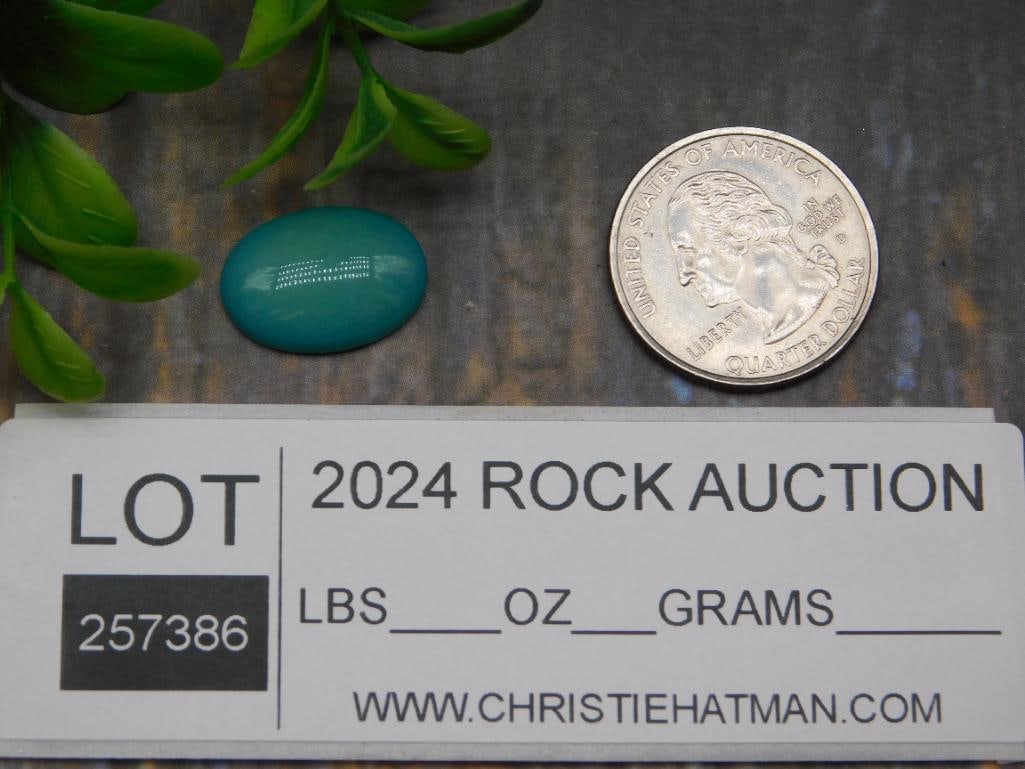 UNITED STATES OF AMERICA
IN
GOD WE
TRUST
D
LIBERTY
QUARTER DOLLAR
LOT
257386
2024 ROCK AUCTION
LBS____OZ___GRAMS______
WWW.CHRISTIEHATMAN.COM